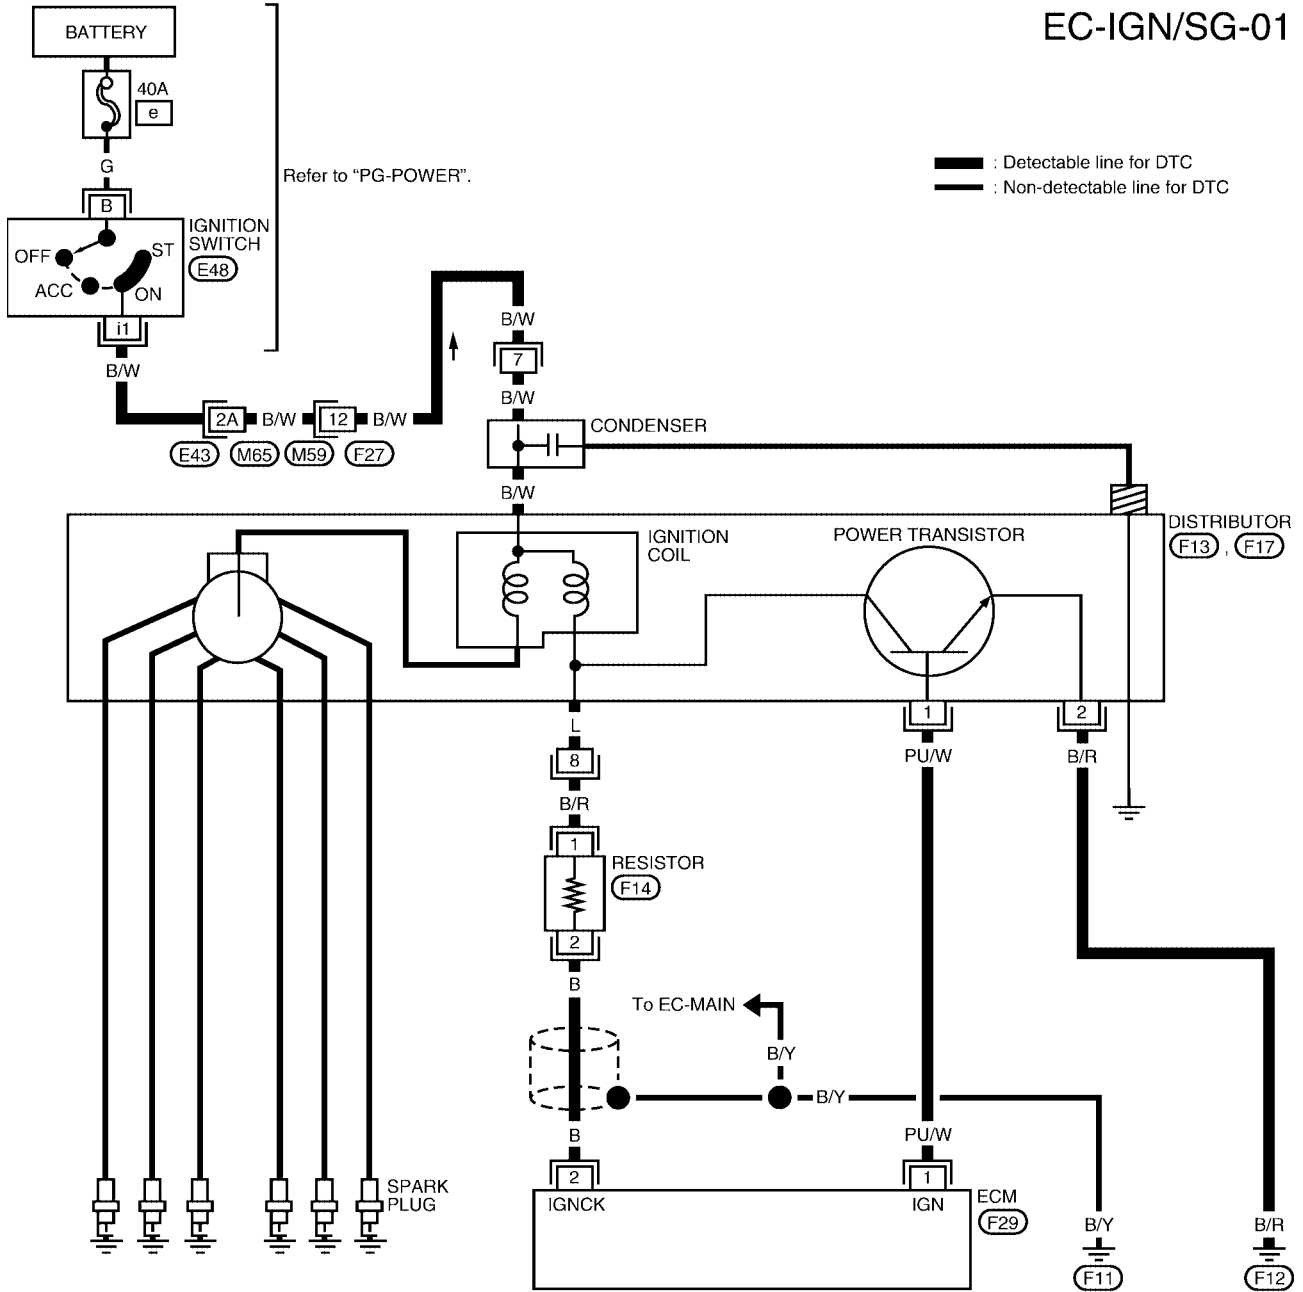 EC-IGN/SG-01
BATTERY
40A
e
: Detectable line for DTC
: Non-detectable line for DTC
G
Refer to “PG-POWER”.
B
IGNITION
SWITCH
E48
OFF
ST
ACC
ON
i1
B/W
B/W
7
B/W
2A
B/W
12
B/W
E43
M65
M59
F27
CONDENSER
B/W
DISTRIBUTOR
F13 , F17
IGNITION
COIL
POWER TRANSISTOR
1
2
L
PU/W
B/R
8
B/R
1
RESISTOR
F14
2
B
To EC-MAIN
B/Y
B/Y
B
PU/W
2
1
SPARK
PLUG
IGNCK
IGN
ECM
F29
B/Y
B/R
F11
F12